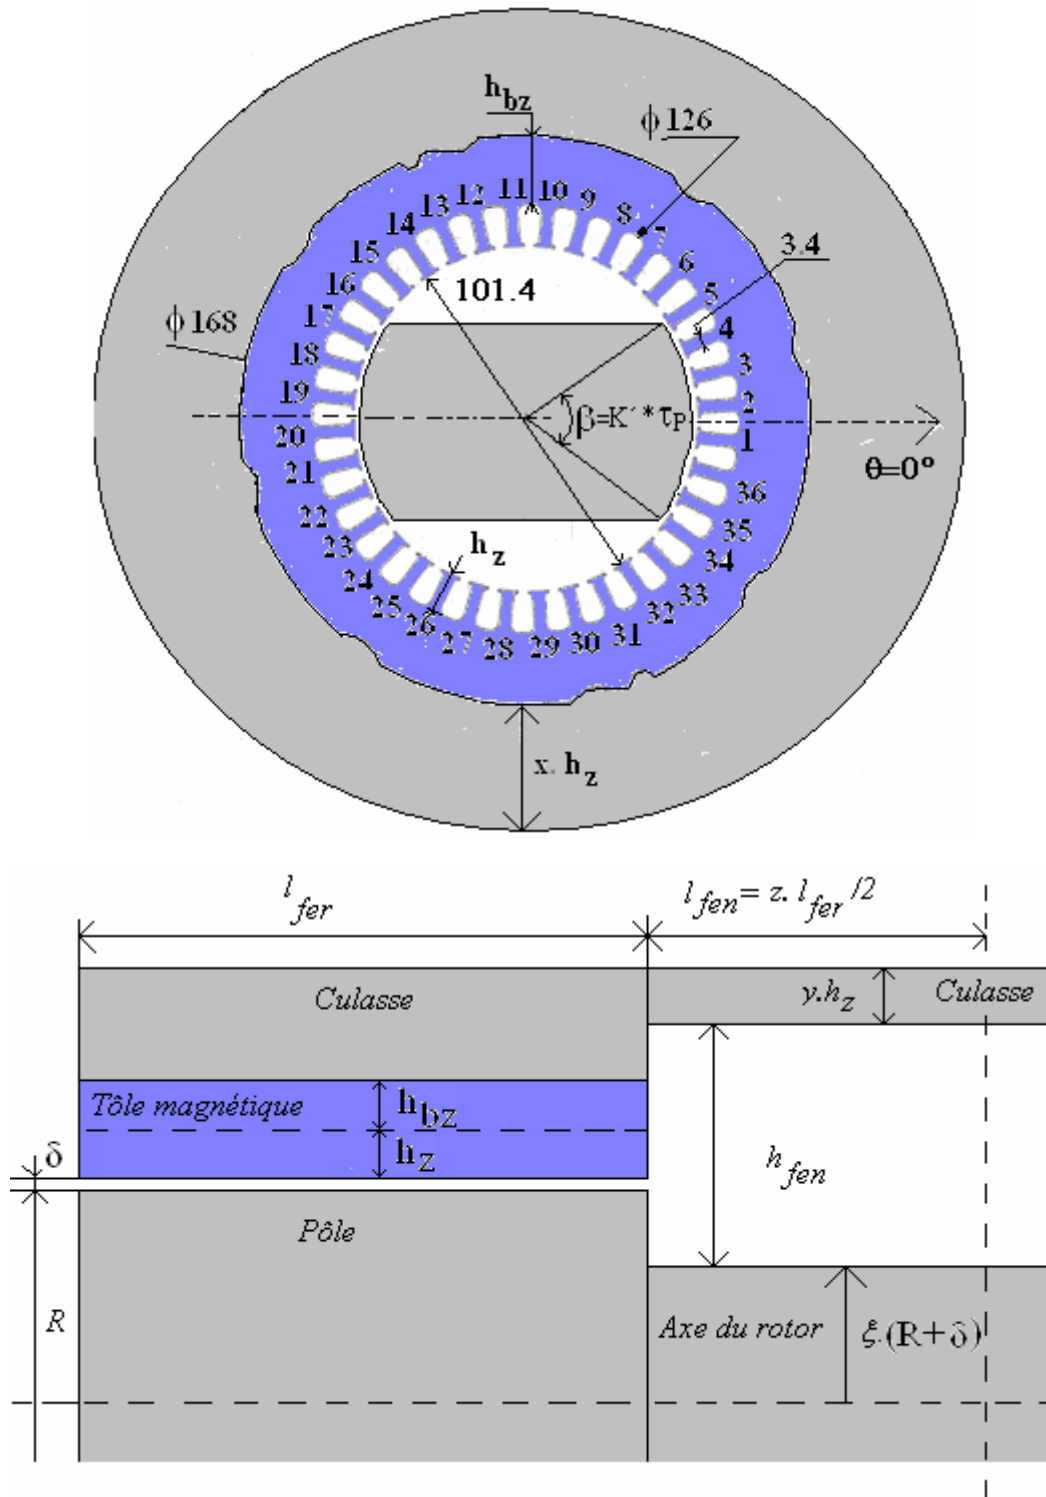 h_bz
ϕ 126
11 10 9 8 7 6 5 4 3 2 1
12 13 14 15 16 17 18 19 20 21 22 23 24 25 26 27 28 29 30 31 32 33 34 35 36
3.4
101.4
ϕ 168
β=K´*τ_P
θ=0°
h_z
x.h_z
l_fer
l_fen= z. l_fer /2
Culasse
y.h_z
Culasse
Tôle magnétique
h_bz
h_z
δ
h_fen
Pôle
R
Axe du rotor
ξ.(R+δ)